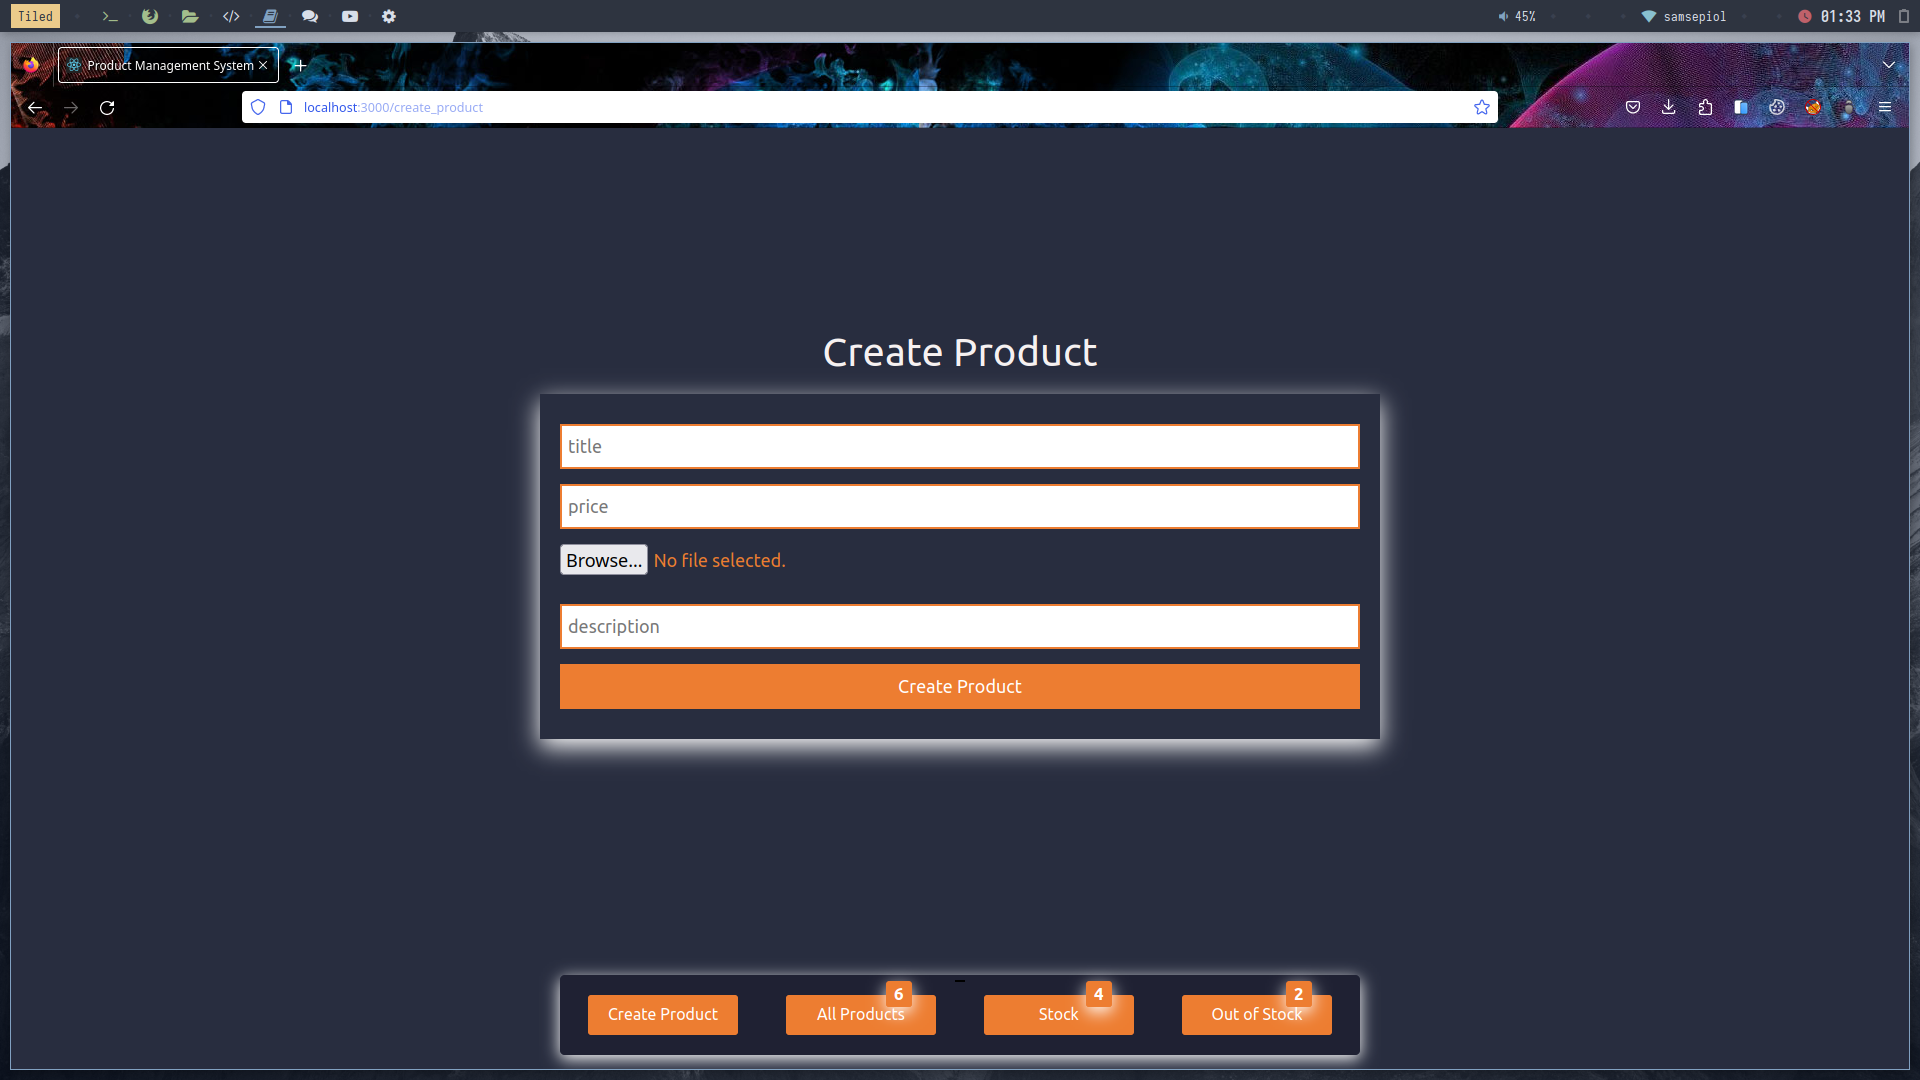 Tiled
45%
samsepiol
01:33 PM
Product Management System
localhost:3000/create_product
Create Product
title
price
Browse... No file selected.
description
Create Product
Create Product
All Products 6
Stock 4
Out of Stock 2